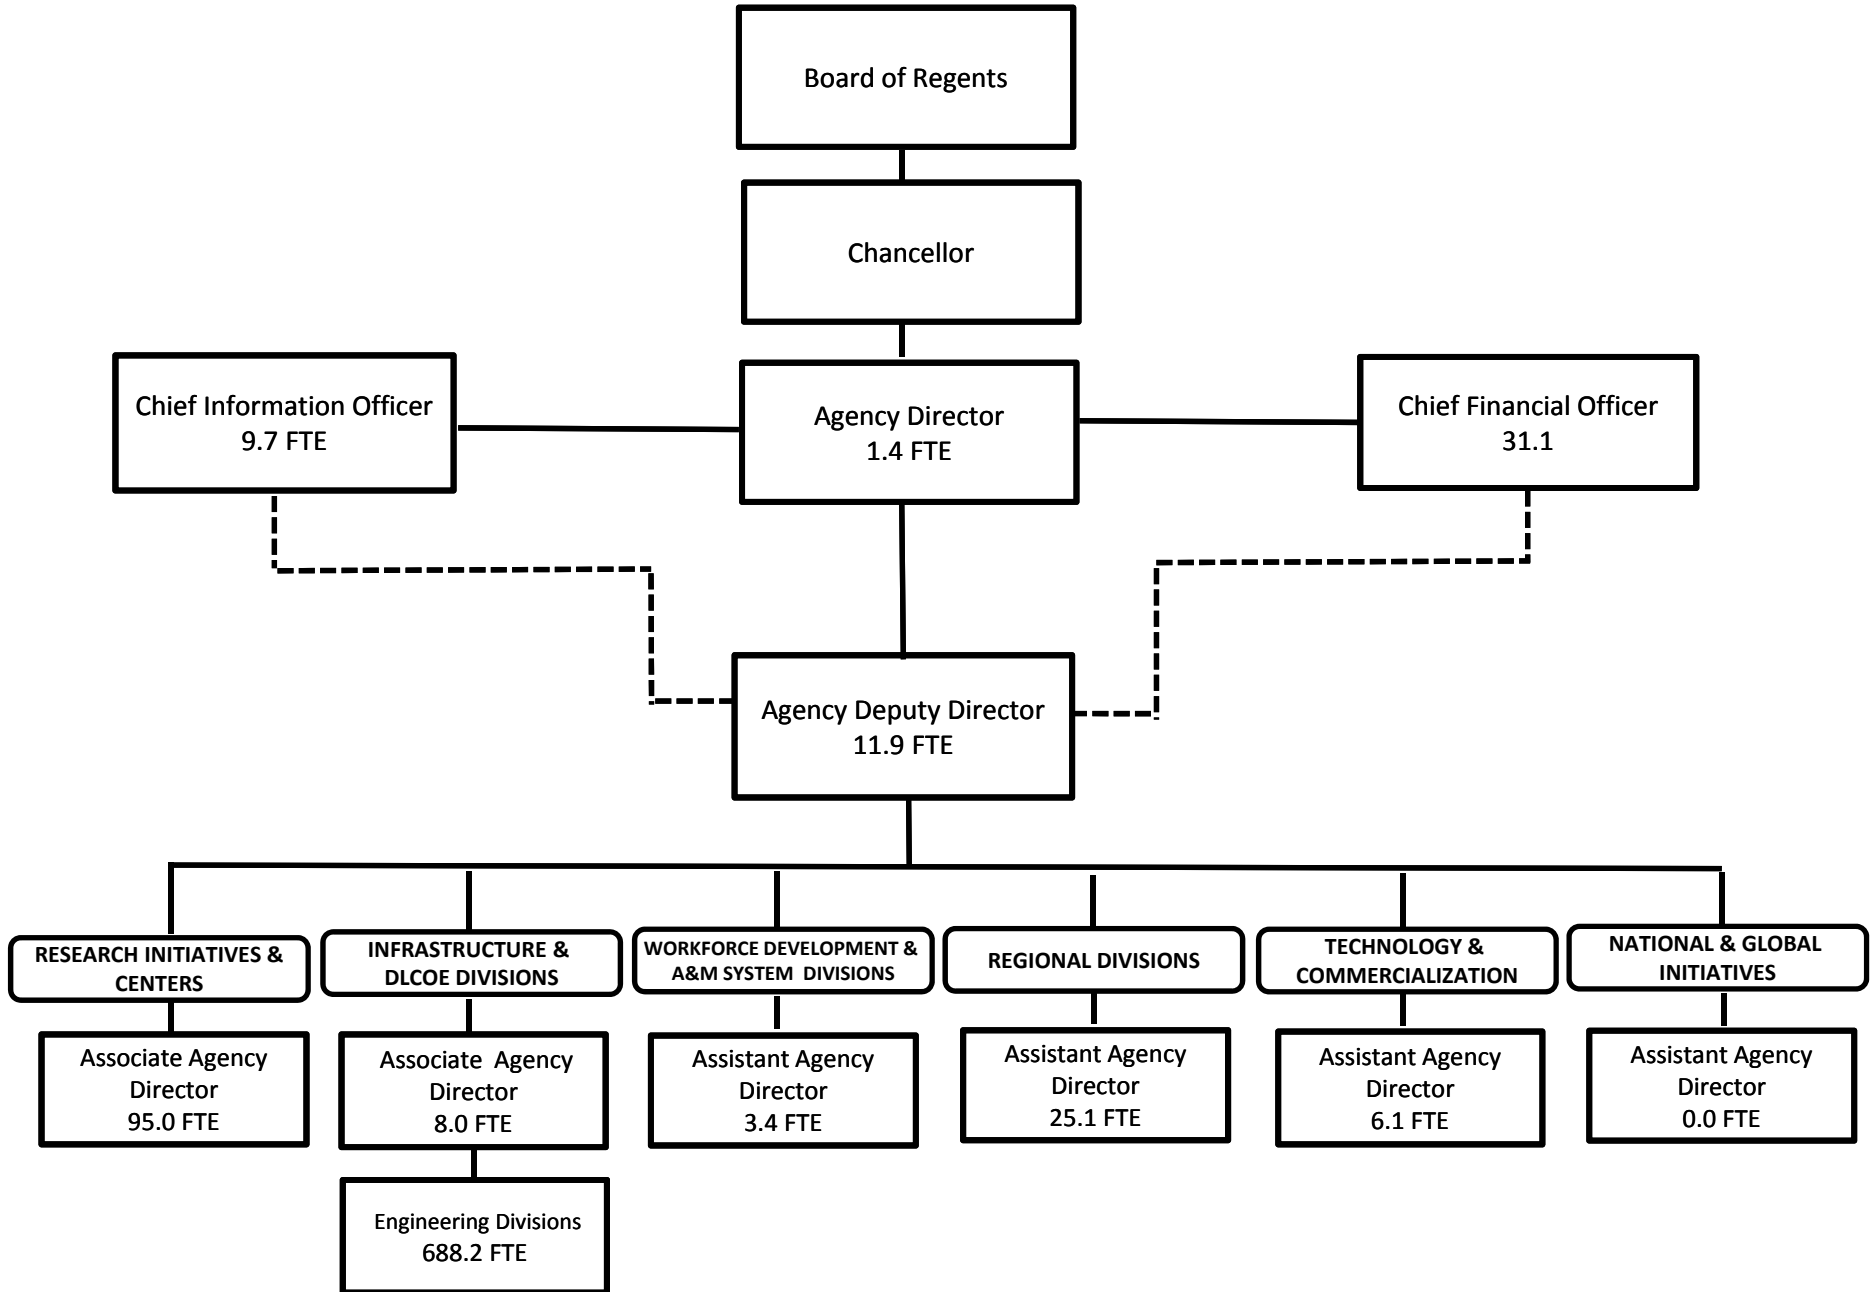 Board of Regents
Chancellor
Chief Information Officer
9.7 FTE
Agency Director
1.4 FTE
Chief Financial Officer
31.1
Agency Deputy Director
11.9 FTE
RESEARCH INITIATIVES &
CENTERS
INFRASTRUCTURE &
DLCOE DIVISIONS
WORKFORCE DEVELOPMENT &
A&M SYSTEM DIVISIONS
REGIONAL DIVISIONS
TECHNOLOGY &
COMMERCIALIZATION
NATIONAL & GLOBAL
INITIATIVES
Associate Agency
Director
95.0 FTE
Associate Agency
Director
8.0 FTE
Assistant Agency
Director
3.4 FTE
Assistant Agency
Director
25.1 FTE
Assistant Agency
Director
6.1 FTE
Assistant Agency
Director
0.0 FTE
Engineering Divisions
688.2 FTE